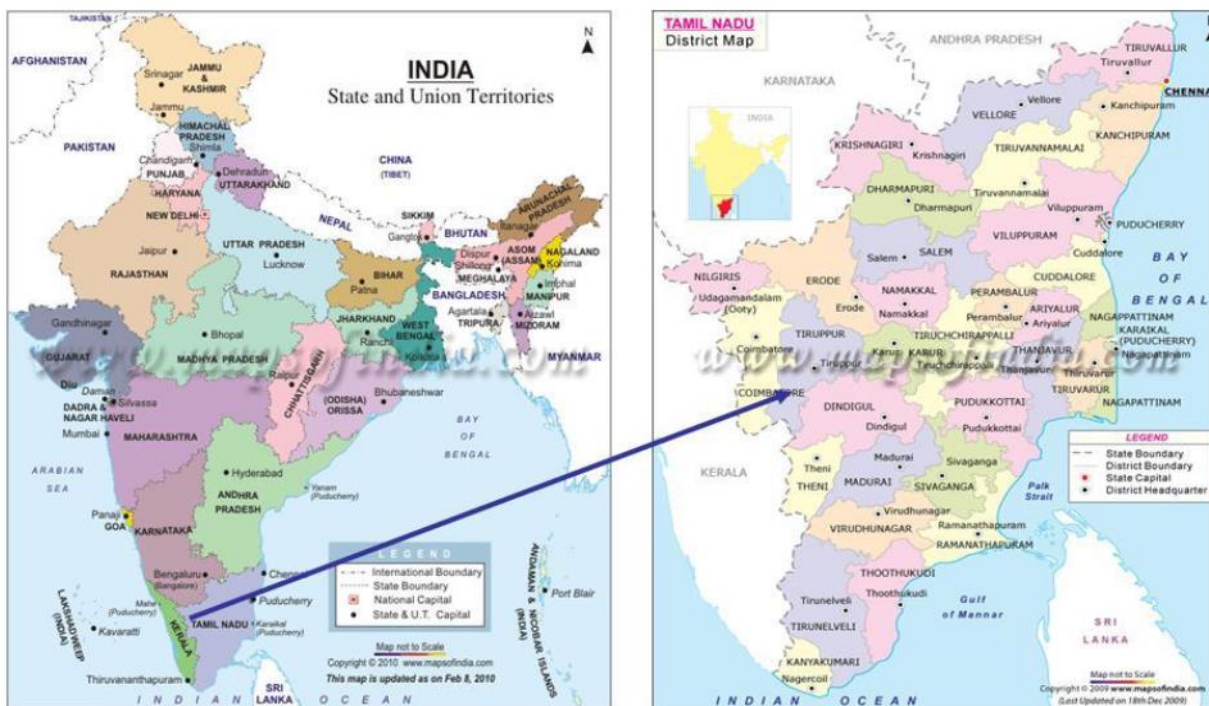 TAJIKISTAN
AFGHANISTAN
JAMMU
&
KASHMIR
Srinagar
Jammu
INDIA
State and Union Territories
N
HIMACHAL
PRADESH
Shimla
PAKISTAN
Chandigarh
PUNJAB
Dehradun
UTTARAKHAND
HARYANA
NEW DELHI
CHINA
(TIBET)
NEPAL
SIKKIM
Gangtok
BHUTAN
ARUNACHAL
PRADESH
Itanagar
Jaipur
RAJASTHAN
UTTAR PRADESH
Lucknow
BIHAR
Patna
Dispur
ASOM
(ASSAM)
NAGALAND
Kohima
Shillong
MEGHALAYA
Imphal
MANIPUR
BANGLADESH
Agartala
TRIPURA
Aizawl
MIZORAM
MYANMAR
Gandhinagar
GUJARAT
Bhopal
MADHYA PRADESH
JHARKHAND
Ranchi
WEST
BENGAL
Kolkata
www.mapsofindia.com
CHHATTISGARH
Raipur
Bhubaneshwar
(ODISHA)
ORISSA
Diu
Daman
Silvassa
DADRA &
NAGAR HAVELI
Mumbai
MAHARASHTRA
BAY
OF
BENGAL
ARABIAN
SEA
Hyderabad
ANDHRA
PRADESH
Yanam
(Puducherry)
Panaji
GOA
KARNATAKA
Bengaluru
(Bangalore)
Mahe
(Puducherry)
Puducherry
Karaikal
(Puducherry)
TAMIL NADU
KERALA
LAKSHADWEEP
(INDIA)
Kavaratti
Thiruvananthapuram
SRI
LANKA
INDIAN OCEAN
ANDAMAN & NICOBAR ISLANDS
(INDIA)
Port Blair
LEGEND
International Boundary
State Boundary
National Capital
State & U.T. Capital
Map not to Scale
Copyright © 2010 www.mapsofindia.com
This map is updated as on Feb 8, 2010
TAMIL NADU
District Map
ANDHRA PRADESH
KARNATAKA
INDIA
TIRUVALLUR
Tiruvallur
CHENNAI
Vellore
VELLORE
Kanchipuram
KANCHIPURAM
KRISHNAGIRI
Krishnagiri
TIRUVANNAMALAI
Tiruvannamalai
DHARMAPURI
Dharmapuri
Viluppuram
VILUPPURAM
PUDUCHERRY
Cuddalore
CUDDALORE
SALEM
Salem
ERODE
Erode
NILGIRIS
Udagamandalam
(Ooty)
NAMAKKAL
Namakkal
PERAMBALUR
Perambalur
ARIYALUR
Ariyalur
BAY
OF
BENGAL
NAGAPPATTINAM
KARAIKAL
(PUDUCHERRY)
Nagapattinam
Coimbatore
COIMBATORE
TIRUPPUR
Tiruppur
Karur
KARUR
TIRUCHCHIRAPPALLI
Tiruchchirappalli
THANJAVUR
Thanjavur
Thiruvarur
TIRUVARUR
NAGAPATTINAM
www.mapsofindia.com
DINDIGUL
Dindigul
PUDUKKOTTAI
Pudukkottai
KERALA
Theni
THENI
Madurai
MADURAI
Sivaganga
SIVAGANGA
Palk
Strait
Virudhunagar
VIRUDHUNAGAR
Ramanathapuram
RAMANATHAPURAM
THOOTHUKUDI
Thoothukudi
Tirunelveli
TIRUNELVELI
Gulf
of Mannar
KANYAKUMARI
Nagercoil
SRI
LANKA
INDIAN OCEAN
LEGEND
State Boundary
District Boundary
State Capital
District Headquarter
Map not to Scale
Copyright © 2009 www.mapsofindia.com
(Last Updated on 18th Dec 2009)